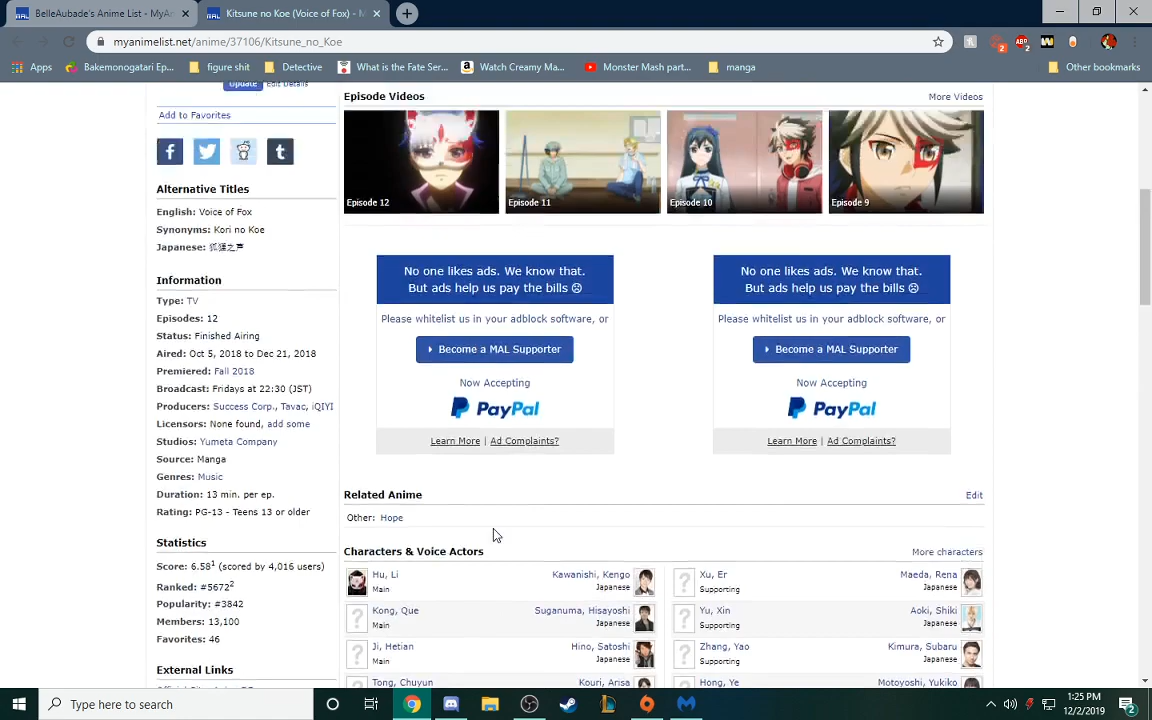 BelleAubade's Anime List - MyAn
Kitsune no Koe (Voice of Fox) - M
myanimelist.net/anime/37106/Kitsune_no_Koe
Apps
Bakemonogatari Ep...
figure shit
Detective
What is the Fate Ser...
Watch Creamy Ma...
Monster Mash part...
manga
Other bookmarks
Update Edit Details
Add to Favorites
Alternative Titles
English: Voice of Fox
Synonyms: Kori no Koe
Japanese: 狐狸之声
Information
Type: TV
Episodes: 12
Status: Finished Airing
Aired: Oct 5, 2018 to Dec 21, 2018
Premiered: Fall 2018
Broadcast: Fridays at 22:30 (JST)
Producers: Success Corp., Tavac, iQIYI
Licensors: None found, add some
Studios: Yumeta Company
Source: Manga
Genres: Music
Duration: 13 min. per ep.
Rating: PG-13 - Teens 13 or older
Statistics
Score: 6.58¹ (scored by 4,016 users)
Ranked: #5672²
Popularity: #3842
Members: 13,100
Favorites: 46
External Links
Episode Videos
More Videos
Episode 12
Episode 11
Episode 10
Episode 9
No one likes ads. We know that.
But ads help us pay the bills ☹
Please whitelist us in your adblock software, or
Become a MAL Supporter
Now Accepting
PayPal
Learn More | Ad Complaints?
No one likes ads. We know that.
But ads help us pay the bills ☹
Please whitelist us in your adblock software, or
Become a MAL Supporter
Now Accepting
PayPal
Learn More | Ad Complaints?
Related Anime
Edit
Other: Hope
Characters & Voice Actors
More characters
Hu, Li
Main
Kawanishi, Kengo
Japanese
Xu, Er
Supporting
Maeda, Rena
Japanese
Kong, Que
Main
Suganuma, Hisayoshi
Japanese
Yu, Xin
Supporting
Aoki, Shiki
Japanese
Ji, Hetian
Main
Hino, Satoshi
Japanese
Zhang, Yao
Supporting
Kimura, Subaru
Japanese
Tong, Chuyun
Kouri, Arisa
Hong, Ye
Motoyoshi, Yukiko
Type here to search
1:25 PM
12/2/2019